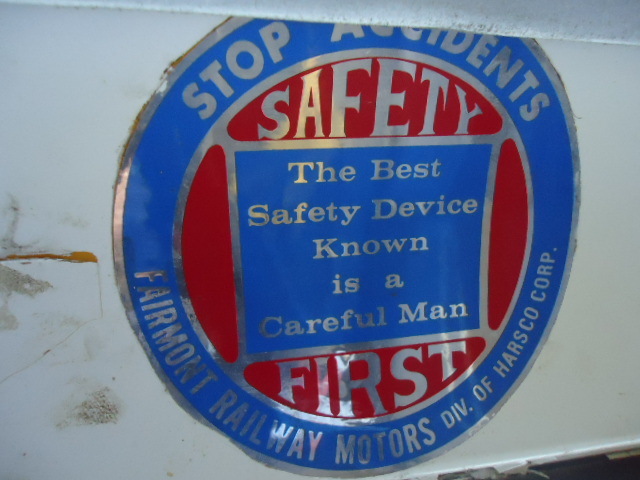 STOP ACCIDENTS
SAFETY
The Best
Safety Device
Known
is a
Careful Man
FIRST
FAIRMONT RAILWAY MOTORS DIV. OF HARSCO CORP.